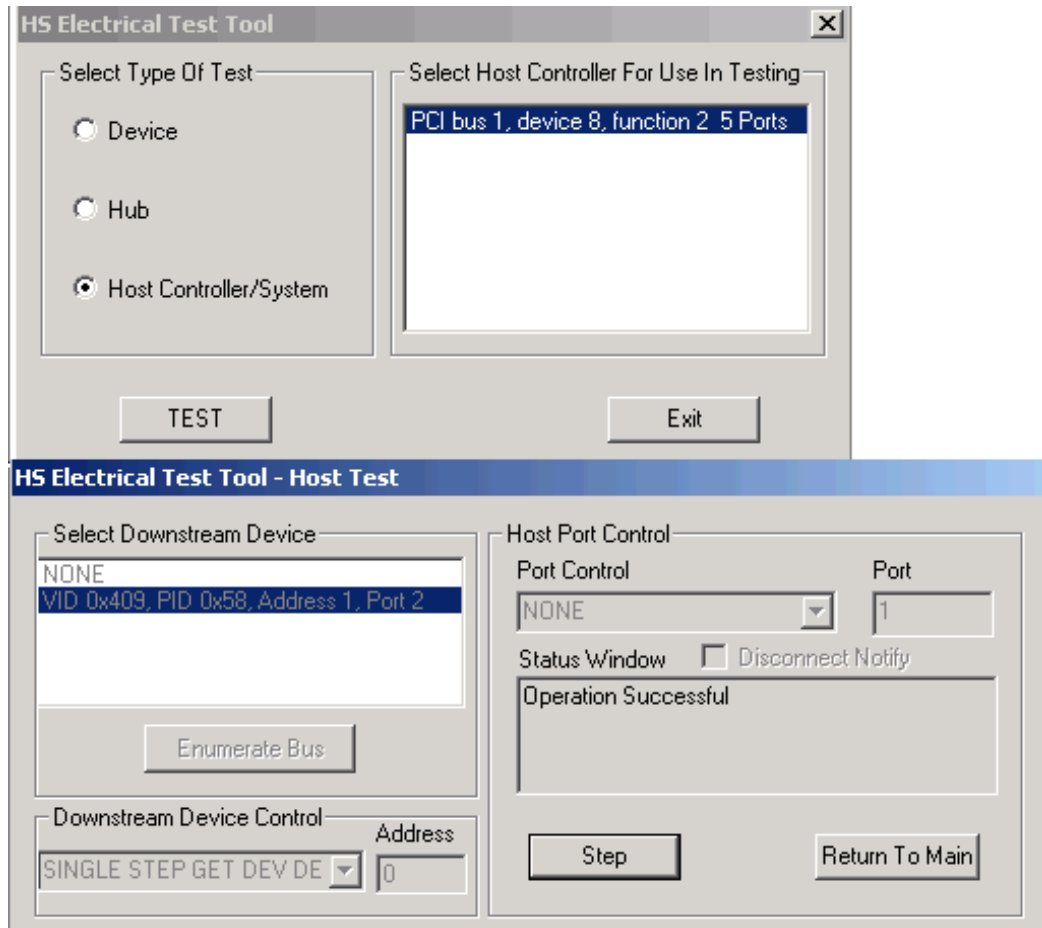 HS Electrical Test Tool
Select Type Of Test
Device
Hub
Host Controller/System
Select Host Controller For Use In Testing
PCI bus 1, device 8, function 2 5 Ports
TEST
Exit
HS Electrical Test Tool - Host Test
Select Downstream Device
NONE
VID 0x409, PID 0x58, Address 1, Port 2
Enumerate Bus
Downstream Device Control
Address
SINGLE STEP GET DEV DE
0
Host Port Control
Port Control
Port
NONE
1
Status Window
Disconnect Notify
Operation Successful
Step
Return To Main